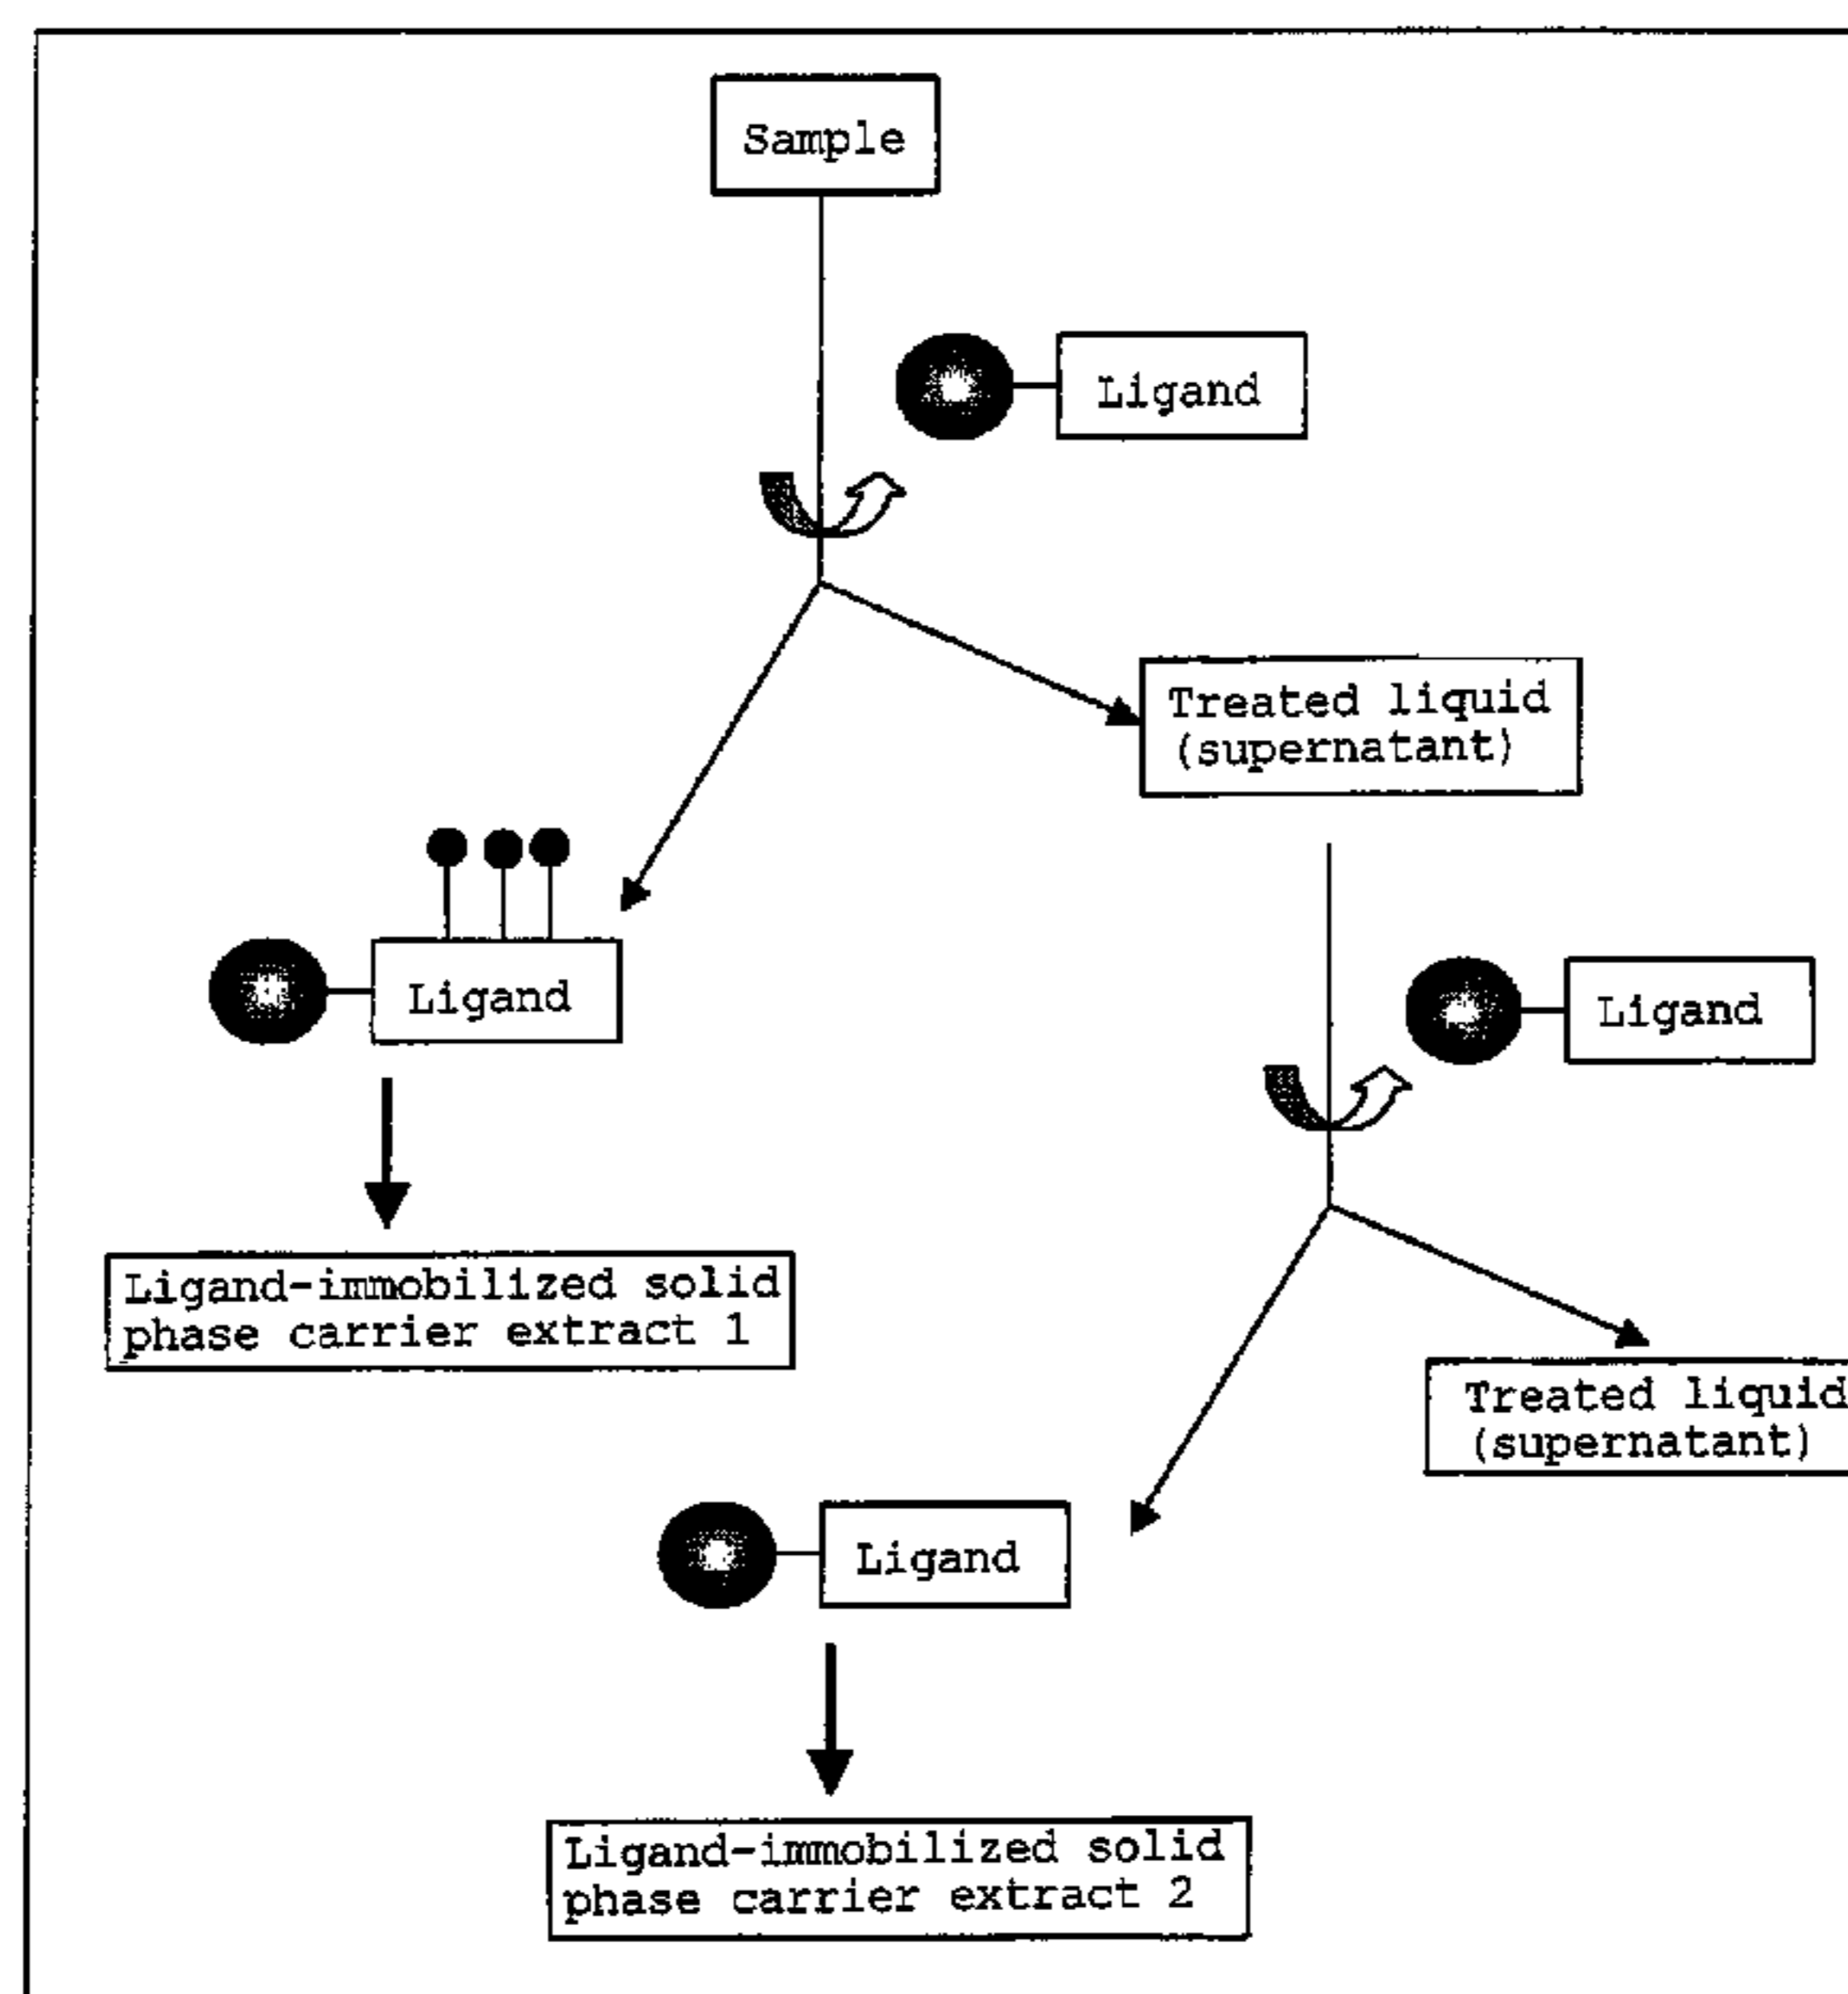 Sample
Ligand
Treated liquid
(supernatant)
Ligand
Ligand
Ligand-immobilized solid
phase carrier extract 1
Treated liquid
(supernatant)
Ligand
Ligand-immobilized solid
phase carrier extract 2